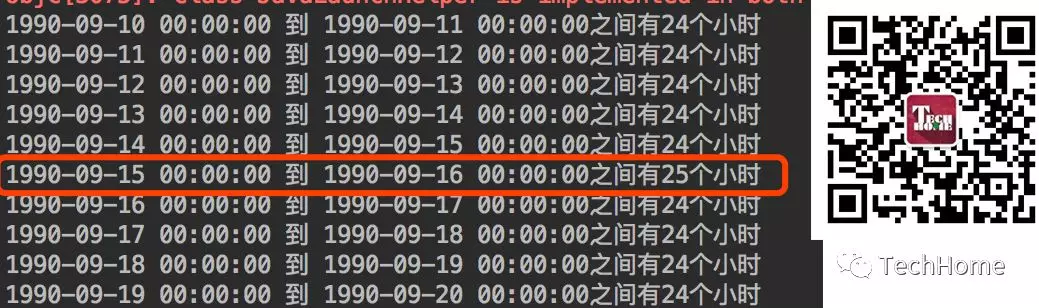 objc[3075]: Class JavaLaunchHelper is implemented in both
1990-09-10 00:00:00 到 1990-09-11 00:00:00之间有24个小时
1990-09-11 00:00:00 到 1990-09-12 00:00:00之间有24个小时
1990-09-12 00:00:00 到 1990-09-13 00:00:00之间有24个小时
1990-09-13 00:00:00 到 1990-09-14 00:00:00之间有24个小时
1990-09-14 00:00:00 到 1990-09-15 00:00:00之间有24个小时
1990-09-15 00:00:00 到 1990-09-16 00:00:00之间有25个小时
1990-09-16 00:00:00 到 1990-09-17 00:00:00之间有24个小时
1990-09-17 00:00:00 到 1990-09-18 00:00:00之间有24个小时
1990-09-18 00:00:00 到 1990-09-19 00:00:00之间有24个小时
1990-09-19 00:00:00 到 1990-09-20 00:00:00之间有24个小时
TECH
HOME
TechHome